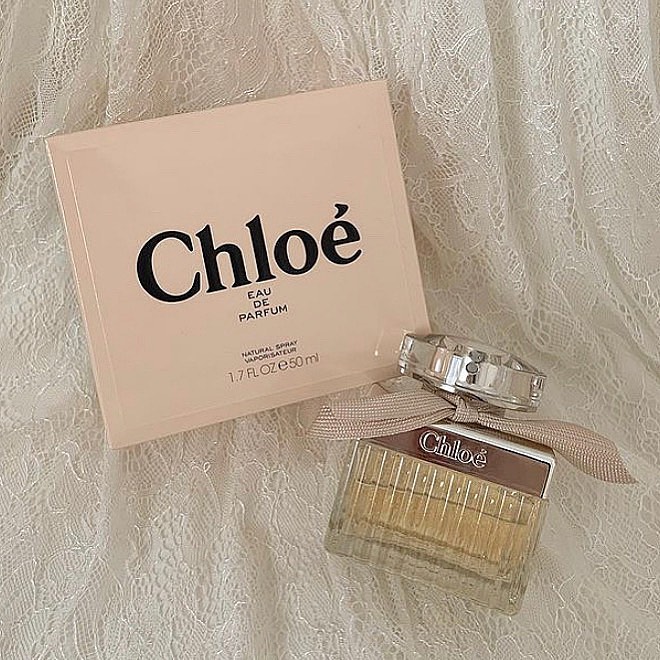 Chloé
EAU
DE
PARFUM
NATURAL SPRAY
VAPORISATEUR
1.7 FL OZ ℮ 50 ml
Chloé